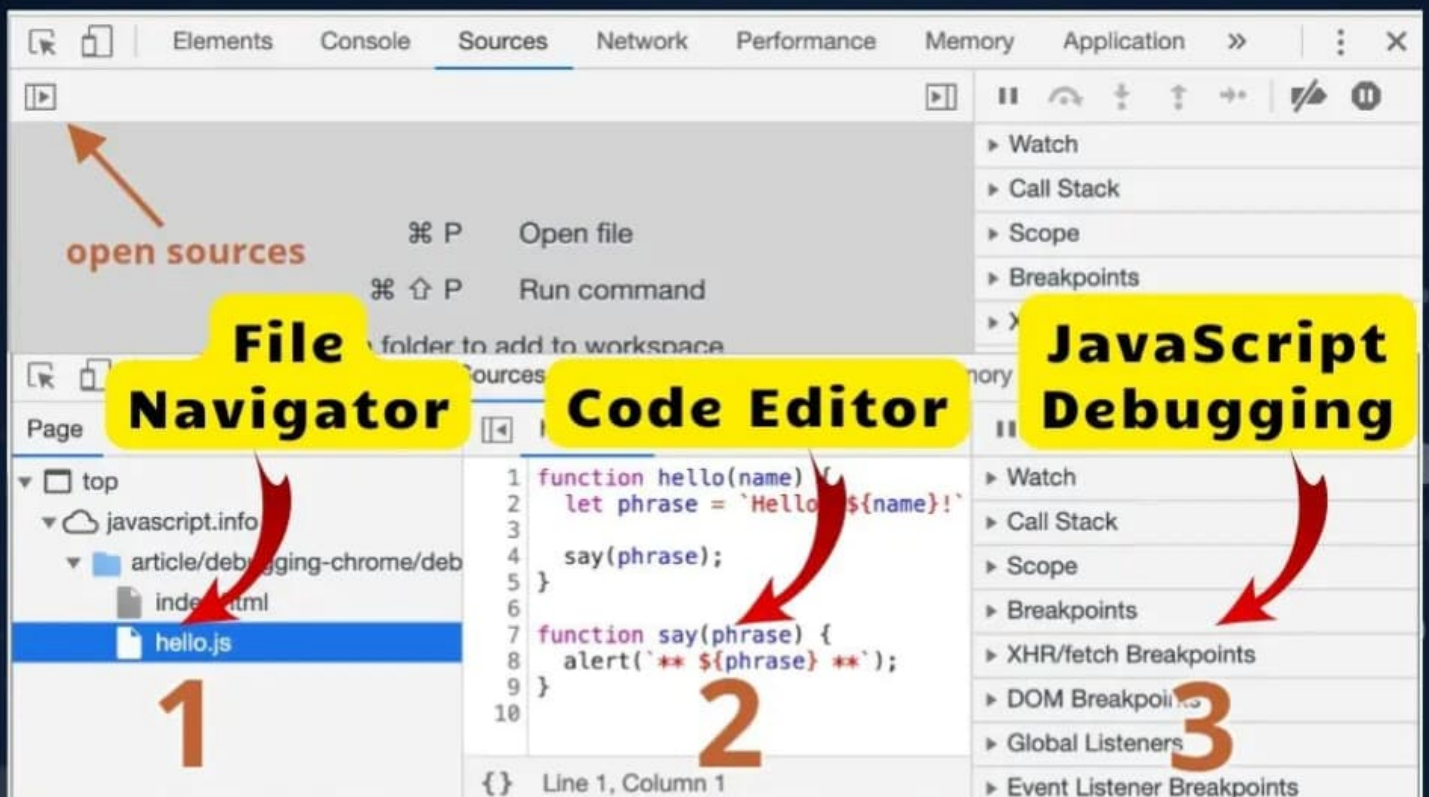 Elements Console Sources Network Performance Memory Application »
Watch
Call Stack
Scope
Breakpoints
open sources
⌘ P Open file
⌘ ⇧ P Run command
folder to add to workspace
File
Navigator
Code Editor
JavaScript
Debugging
Page
top
javascript.info
article/debugging-chrome/deb
index.html
hello.js
1
1 function hello(name) {
2 let phrase = `Hello, ${name}!`
3
4 say(phrase);
5 }
6
7 function say(phrase) {
8 alert(`** ${phrase} **`);
9 }
10
2
{} Line 1, Column 1
Watch
Call Stack
Scope
Breakpoints
XHR/fetch Breakpoints
DOM Breakpoints
Global Listeners
Event Listener Breakpoints
3